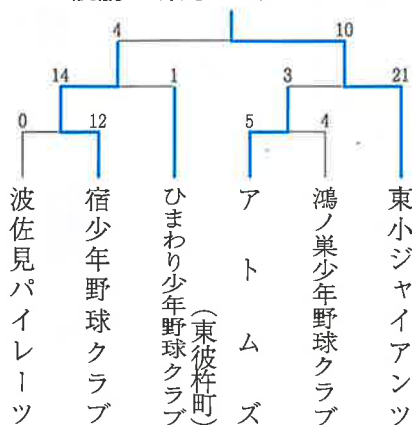 4 10
14 1 3 21
0 12 5 4
波佐見パイレーツ
宿少年野球クラブ
ひまわり少年野球クラブ
(東彼杵町)
アトムズ
鴻ノ巣少年野球クラブ
東小ジャイアンツ